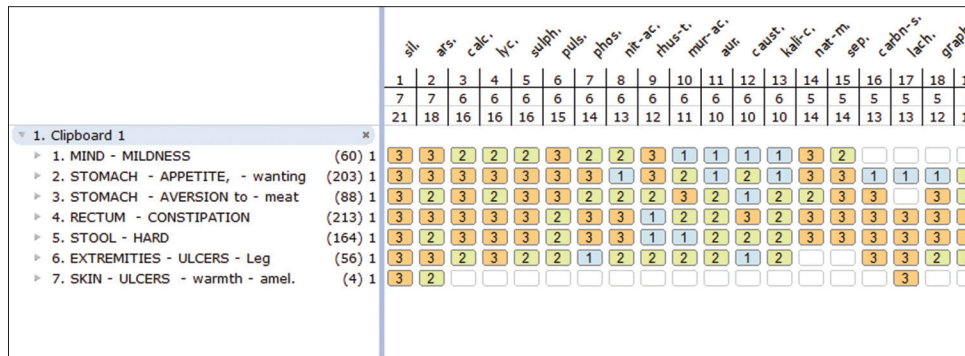 sil. ars. calc. lyc. sulph. puls. phos. nit-ac. rhus-t. mur-ac. aur. caust. kali-c. nat-m. sep. carbn-s. lach. graph
1 2 3 4 5 6 7 8 9 10 11 12 13 14 15 16 17 18 1
7 7 6 6 6 6 6 6 6 6 6 6 6 5 5 5 5 5
21 18 16 16 16 15 14 13 12 11 10 10 10 14 14 13 13 12 1
1. Clipboard 1 x
1. MIND - MILDNESS (60) 1 3 3 2 2 2 3 2 2 3 1 1 1 1 3 2
2. STOMACH - APPETITE, - wanting (203) 1 3 3 3 3 3 3 3 1 3 2 1 2 1 3 3 1 1 1
3. STOMACH - AVERSION to - meat (88) 1 3 2 3 2 3 2 2 2 2 3 2 1 2 2 3 3 3
4. RECTUM - CONSTIPATION (213) 1 3 3 3 3 3 2 3 3 1 2 2 3 2 3 3 3 3 3
5. STOOL - HARD (164) 1 3 2 3 3 3 2 3 3 1 1 2 2 2 3 3 3 3 3
6. EXTREMITIES - ULCERS - Leg (56) 1 3 3 2 3 2 2 1 2 2 2 2 1 2 3 3 2
7. SKIN - ULCERS - warmth - amel. (4) 1 3 2 3